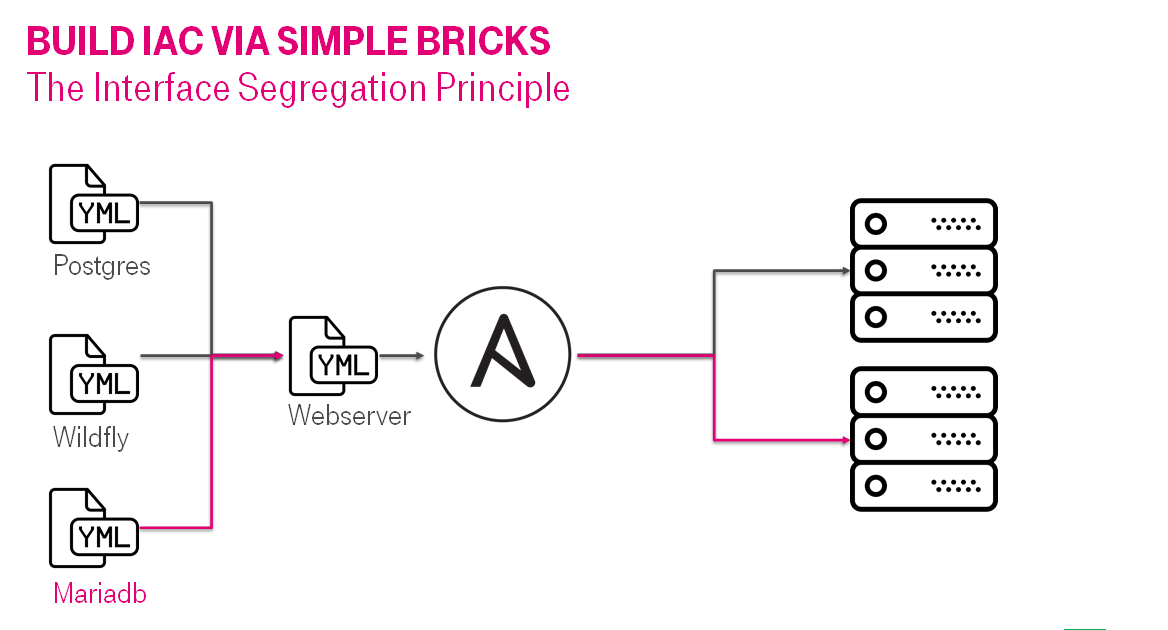 BUILD IAC VIA SIMPLE BRICKS
The Interface Segregation Principle
YML
Postgres
YML
Wildfly
YML
Webserver
YML
Mariadb